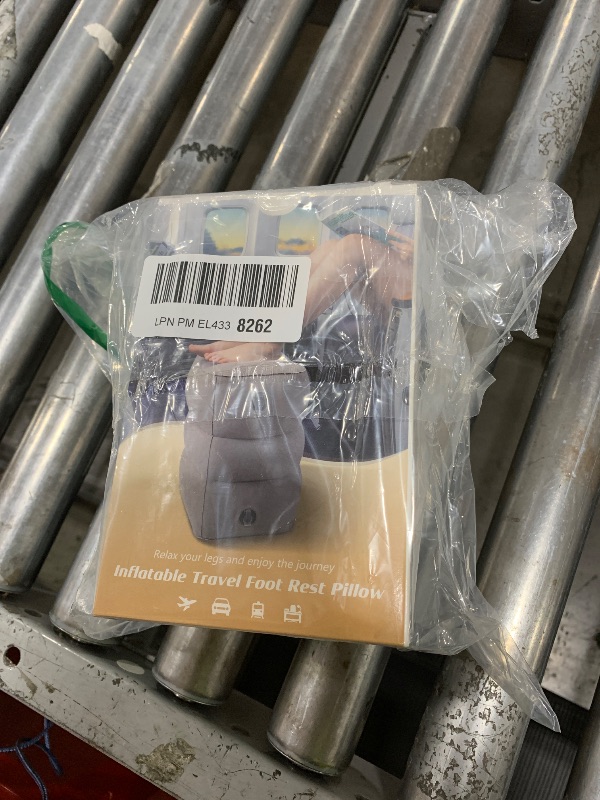 LPN PM EL433 8262
Relax your legs and enjoy the journey
Inflatable Travel Foot Rest Pillow